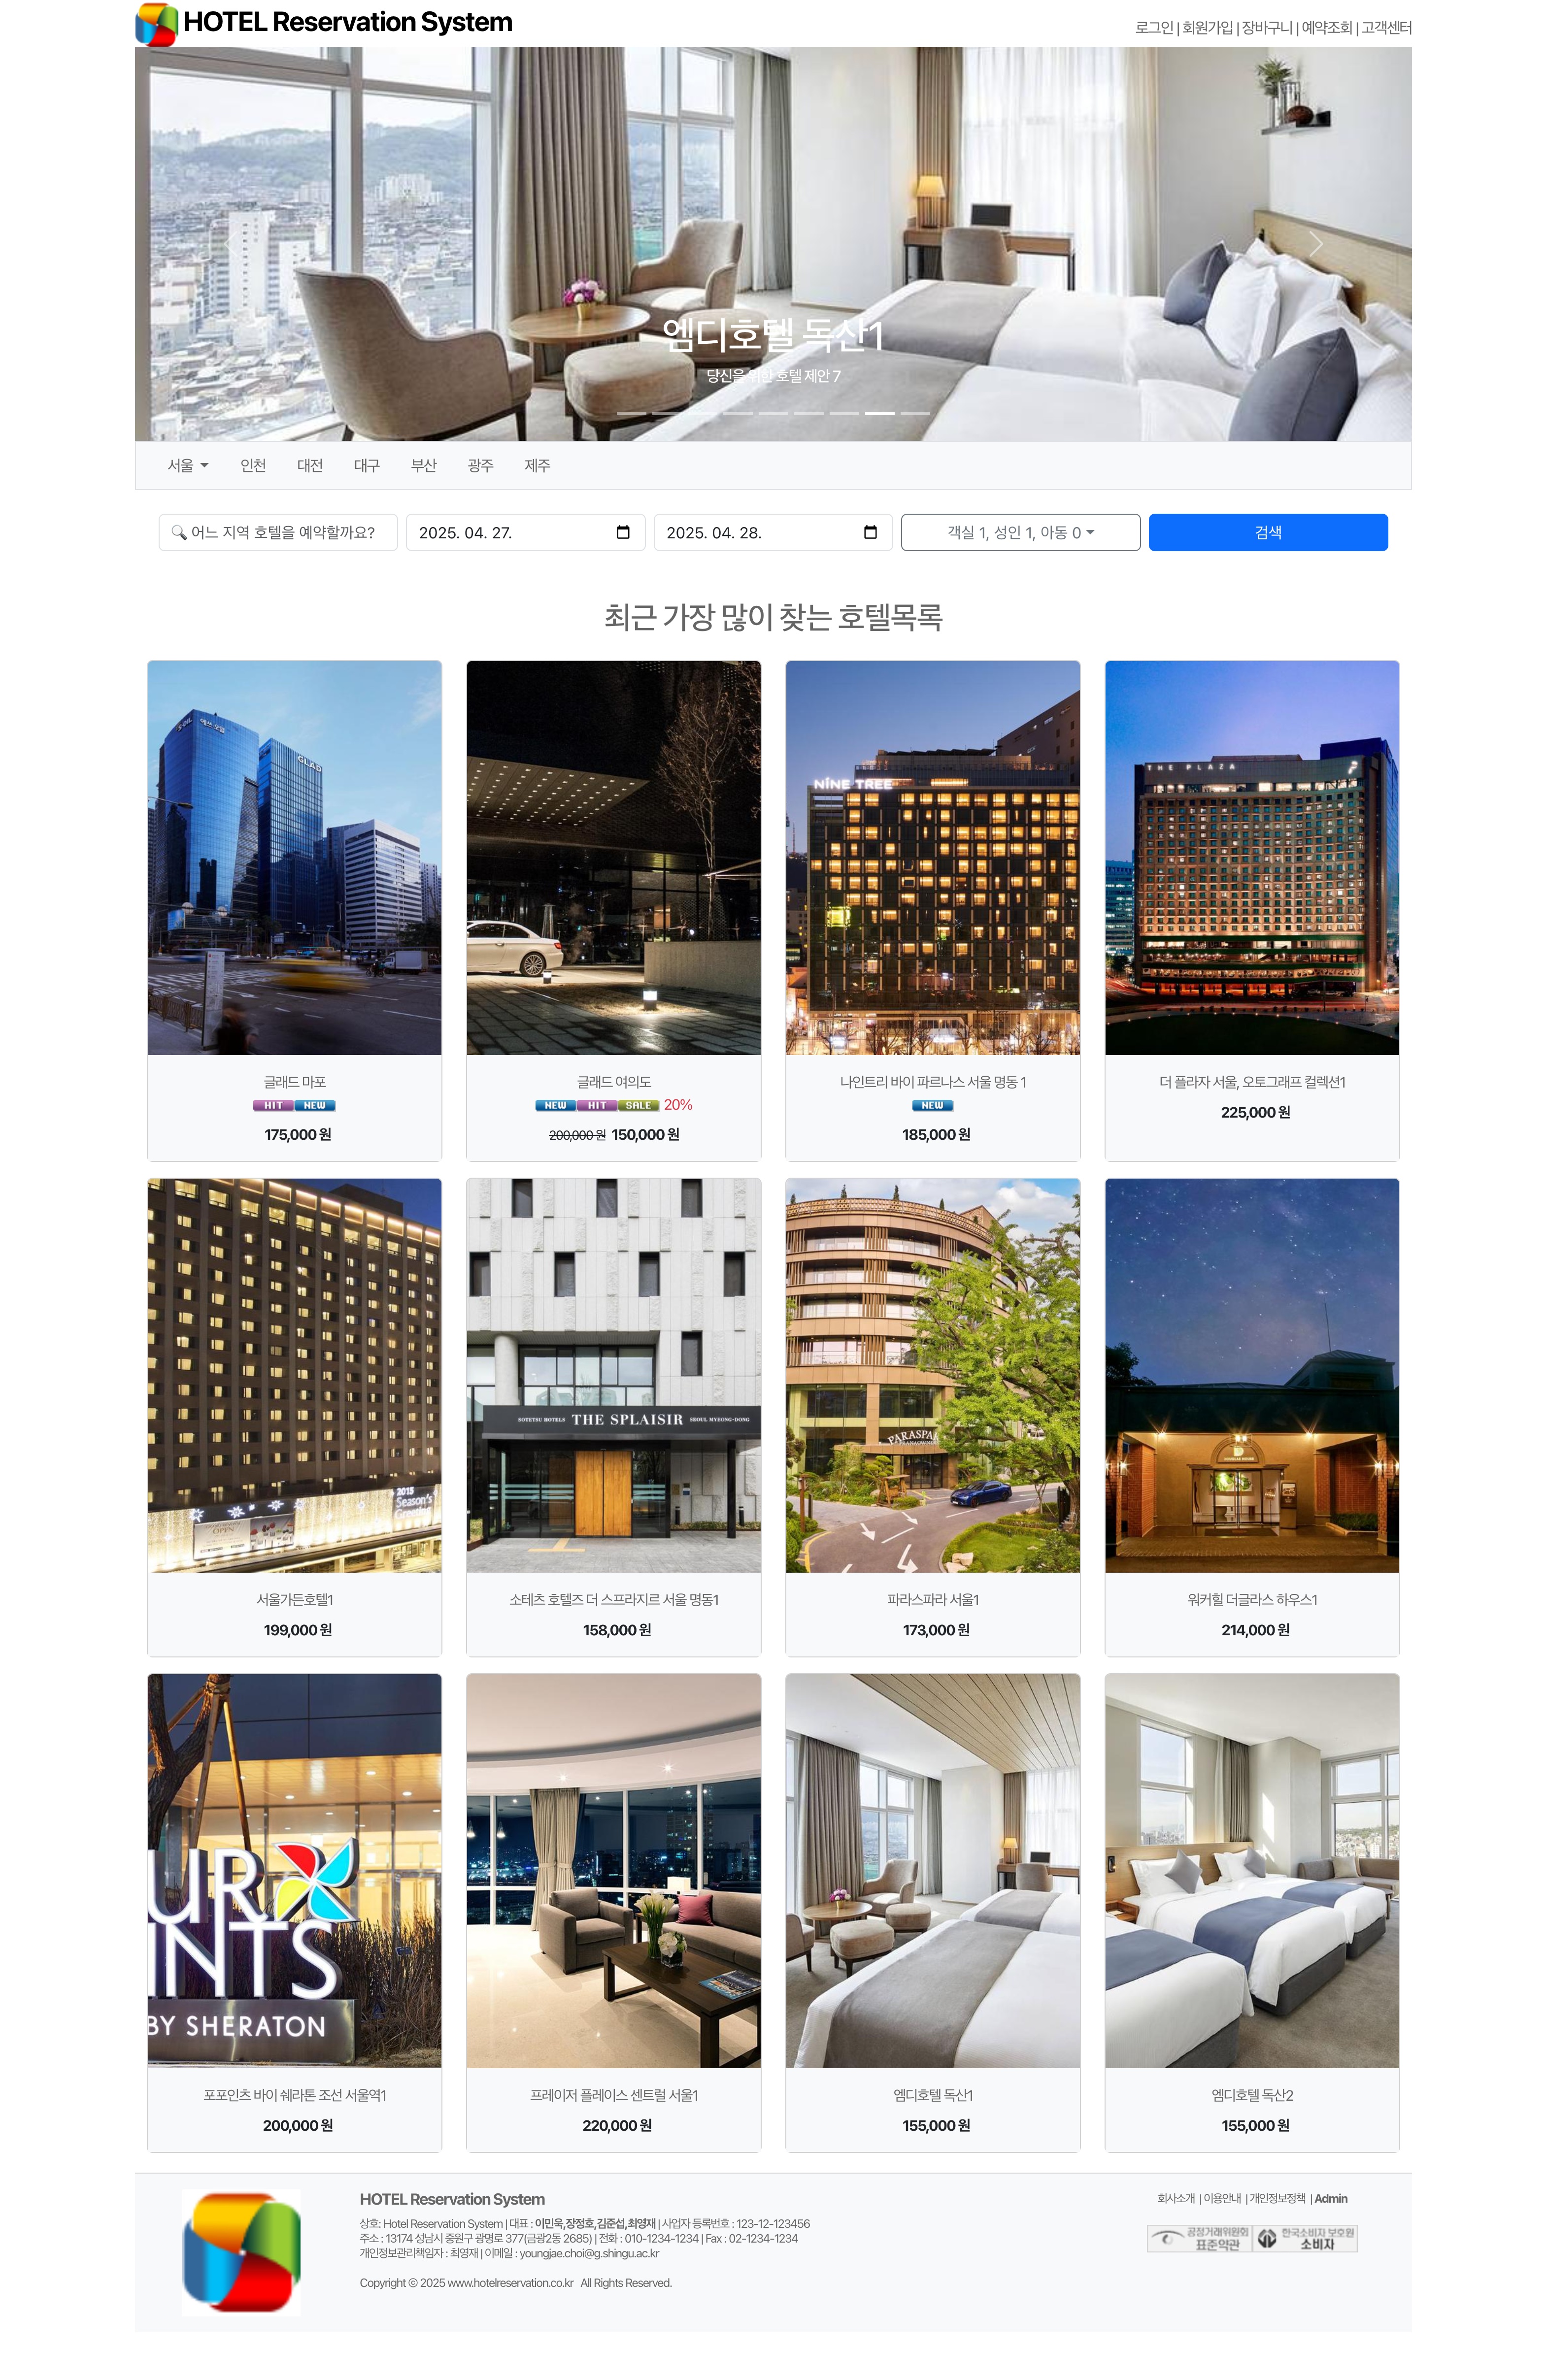 HOTEL Reservation System
로그인 | 회원가입 | 장바구니 | 예약조회 | 고객센터
엠디호텔 독산1
당신을 위한 호텔 제안 7
서울 인천 대전 대구 부산 광주 제주
어느 지역 호텔을 예약할까요? 2025. 04. 27. 2025. 04. 28. 객실 1, 성인 1, 아동 0 검색
최근 가장 많이 찾는 호텔목록
GLAD
NINE TREE
THE PLAZA
글래드 마포
HIT NEW
175,000 원
글래드 여의도
NEW HIT SALE 20%
200,000 원 150,000 원
나인트리 바이 파르나스 서울 명동 1
NEW
185,000 원
더 플라자 서울, 오토그래프 컬렉션1
225,000 원
2015
Season's
SOTETSU HOTELS THE SPLAISIR SEOUL MYEONG-DONG
서울가든호텔1
199,000 원
소테츠 호텔즈 더 스프라지르 서울 명동1
158,000 원
파라스파라 서울1
173,000 원
워커힐 더글라스 하우스1
214,000 원
UR
INTS
BY SHERATON
포포인츠 바이 쉐라톤 조선 서울역1
200,000 원
프레이저 플레이스 센트럴 서울1
220,000 원
엠디호텔 독산1
155,000 원
엠디호텔 독산2
155,000 원
HOTEL Reservation System
상호: Hotel Reservation System | 대표 : 이민욱,장정호,김준섭,최영재 | 사업자 등록번호 : 123-12-123456
주소 : 13174 성남시 중원구 광명로 377(금광2동 2685) | 전화 : 010-1234-1234 | Fax : 02-1234-1234
개인정보관리책임자 : 최영재 | 이메일 : youngjae.choi@g.shingu.ac.kr
Copyright © 2025 www.hotelreservation.co.kr All Rights Reserved.
회사소개 | 이용안내 | 개인정보정책 | Admin
공정거래위원회
표준약관
한국소비자 보호원
소비자